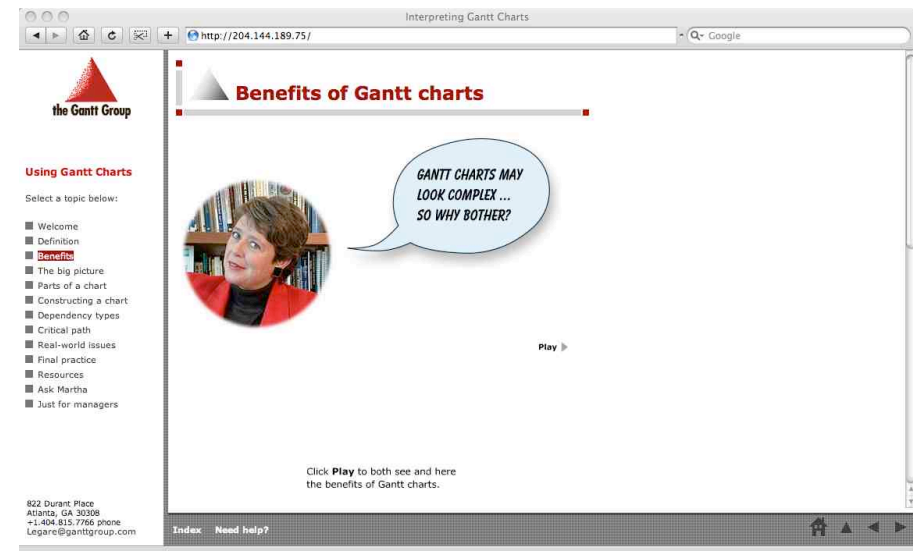 Interpreting Gantt Charts
http://204.144.189.75/
Google
the Gantt Group
Using Gantt Charts
Select a topic below:
Welcome
Definition
Benefits
The big picture
Parts of a chart
Constructing a chart
Dependency types
Critical path
Real-world issues
Final practice
Resources
Ask Martha
Just for managers
822 Durant Place
Atlanta, GA 30308
+1.404.815.7766 phone
Legare@ganttgroup.com
Benefits of Gantt charts
GANTT CHARTS MAY
LOOK COMPLEX ...
SO WHY BOTHER?
Play
Click Play to both see and here
the benefits of Gantt charts.
Index Need help?